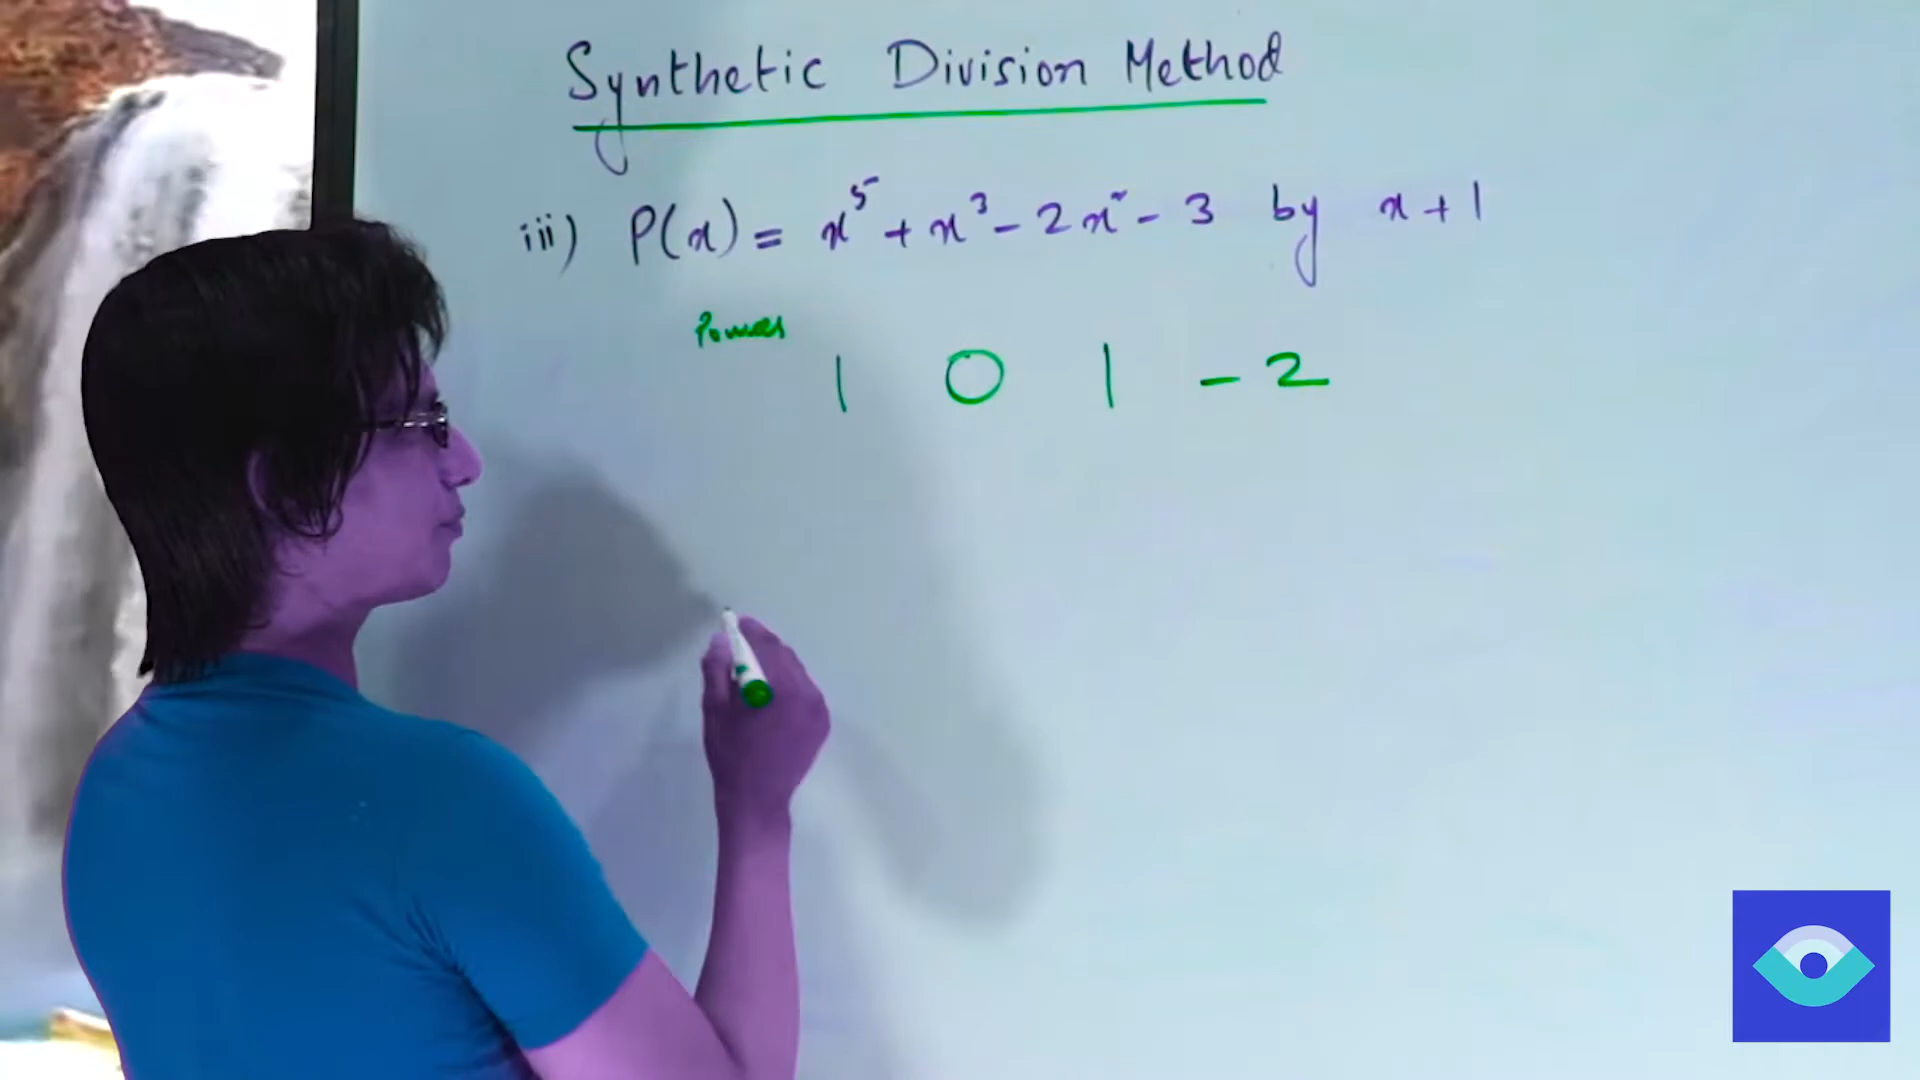 Synthetic Division Method
iii) P(x) = x⁵ + x³ - 2x² - 3 by x + 1
Powers
1 0 1 - 2